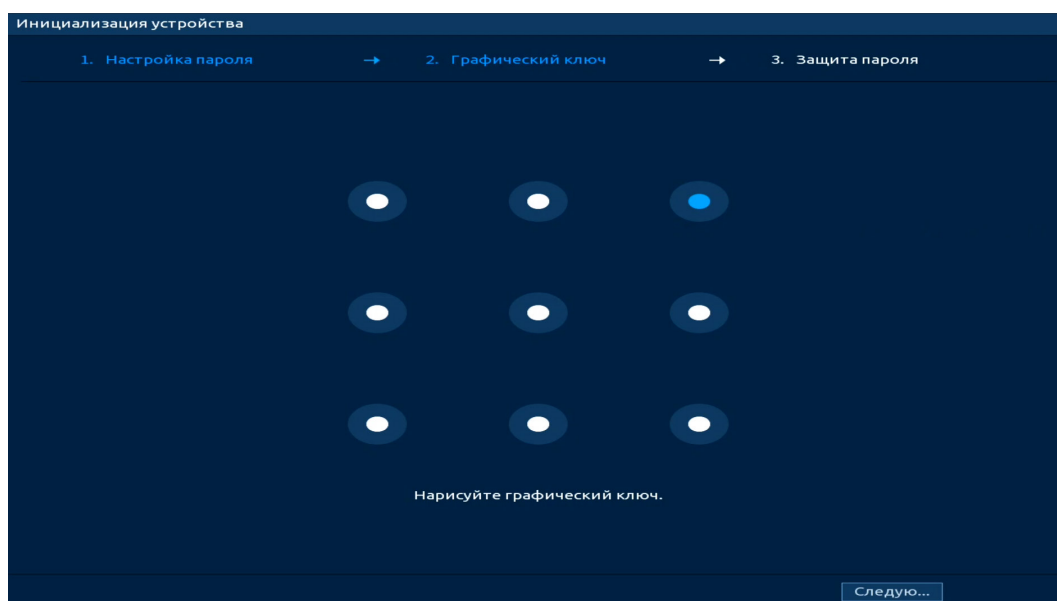 Инициализация устройства
1. Настройка пароля → 2. Графический ключ → 3. Защита пароля
Нарисуйте графический ключ.
Следую...